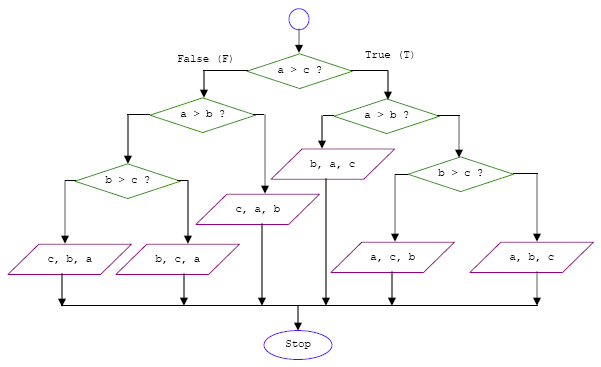 False (F)
True (T)
a > c ?
a > b ?
a > b ?
b, a, c
b > c ?
b > c ?
c, a, b
c, b, a
b, c, a
a, c, b
a, b, c
Stop